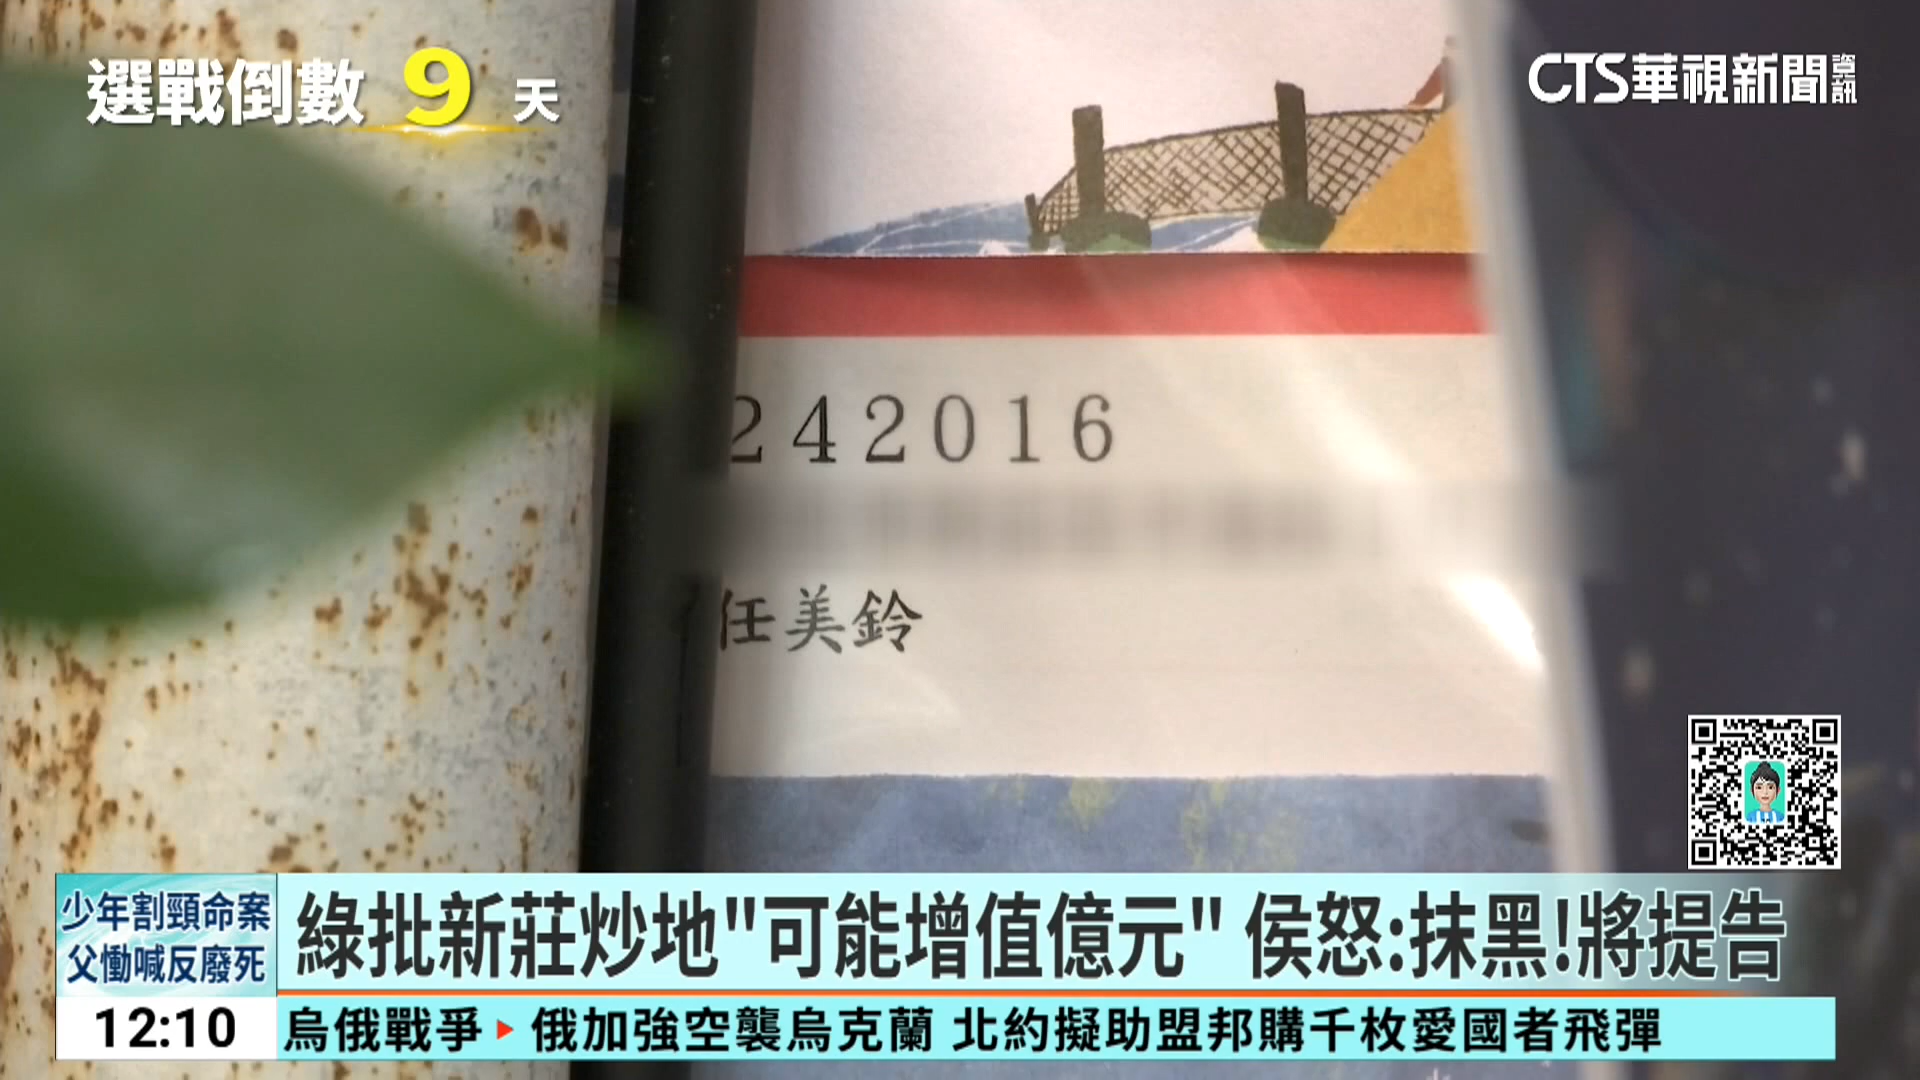 選戰倒數 9 天
CTS華視新聞資訊
242016
任美鈴
少年割頸命案
父慟喊反廢死
綠批新莊炒地"可能增值億元" 侯怒:抹黑!將提告
12:10
烏俄戰爭▶俄加強空襲烏克蘭 北約擬助盟邦購千枚愛國者飛彈